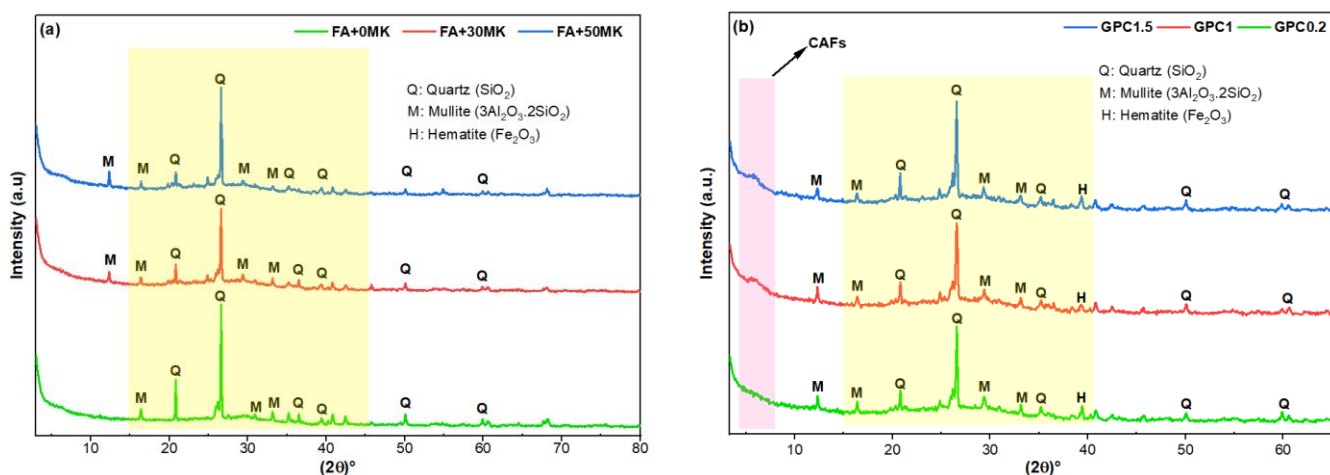 (a)
FA+0MK FA+30MK FA+50MK
Q: Quartz (SiO₂)
M: Mullite (3Al₂O₃.2SiO₂)
H: Hematite (Fe₂O₃)
Q
M M Q M M Q Q Q Q
Q
M M Q M M Q Q Q Q
Q
M Q M M Q Q Q Q
Intensity (a.u)
0 10 20 30 40 50 60 70 80
(2θ)°
(b)
GPC1.5 GPC1 GPC0.2
CAFs
Q: Quartz (SiO₂)
M: Mullite (3Al₂O₃.2SiO₂)
H: Hematite (Fe₂O₃)
Q
M M Q M M Q H Q Q
Q
M M Q M M Q H Q Q
Q
M M Q M M Q H Q Q
Intensity (a.u.)
10 20 30 40 50 60
(2θ)°